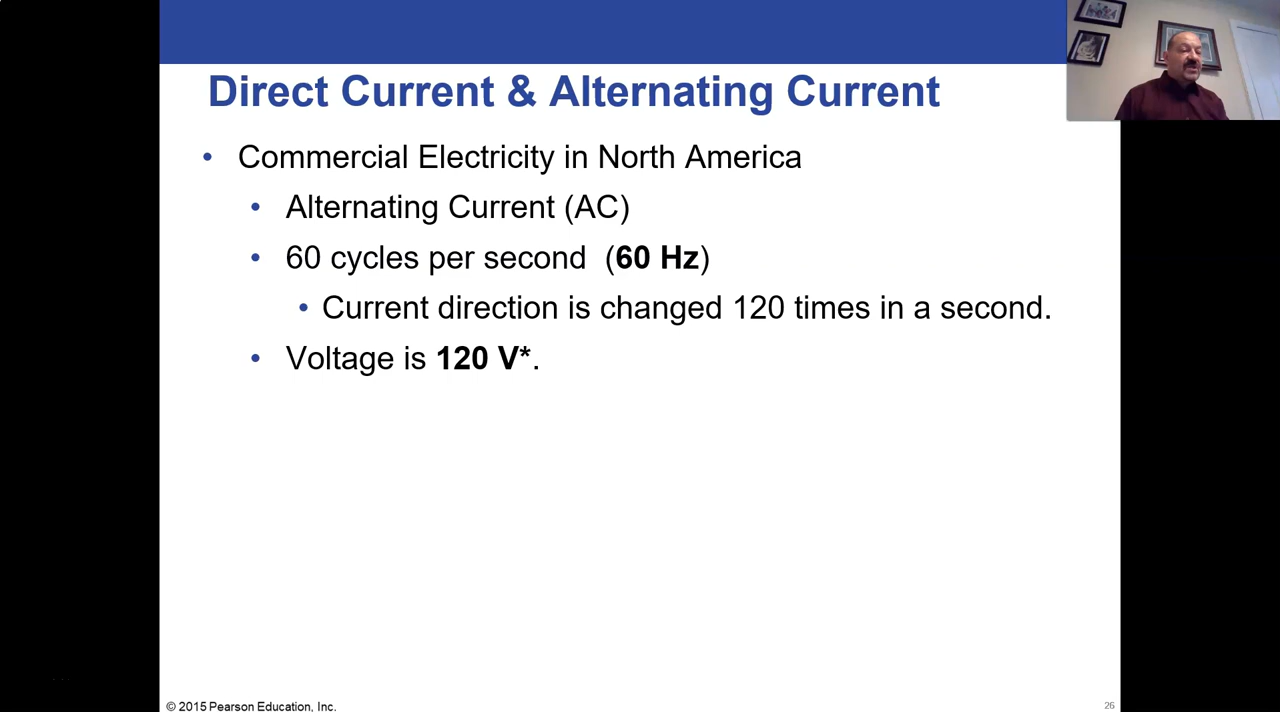 Direct Current & Alternating Current
• Commercial Electricity in North America
• Alternating Current (AC)
• 60 cycles per second (60 Hz)
• Current direction is changed 120 times in a second.
• Voltage is 120 V*.
© 2015 Pearson Education, Inc.
26